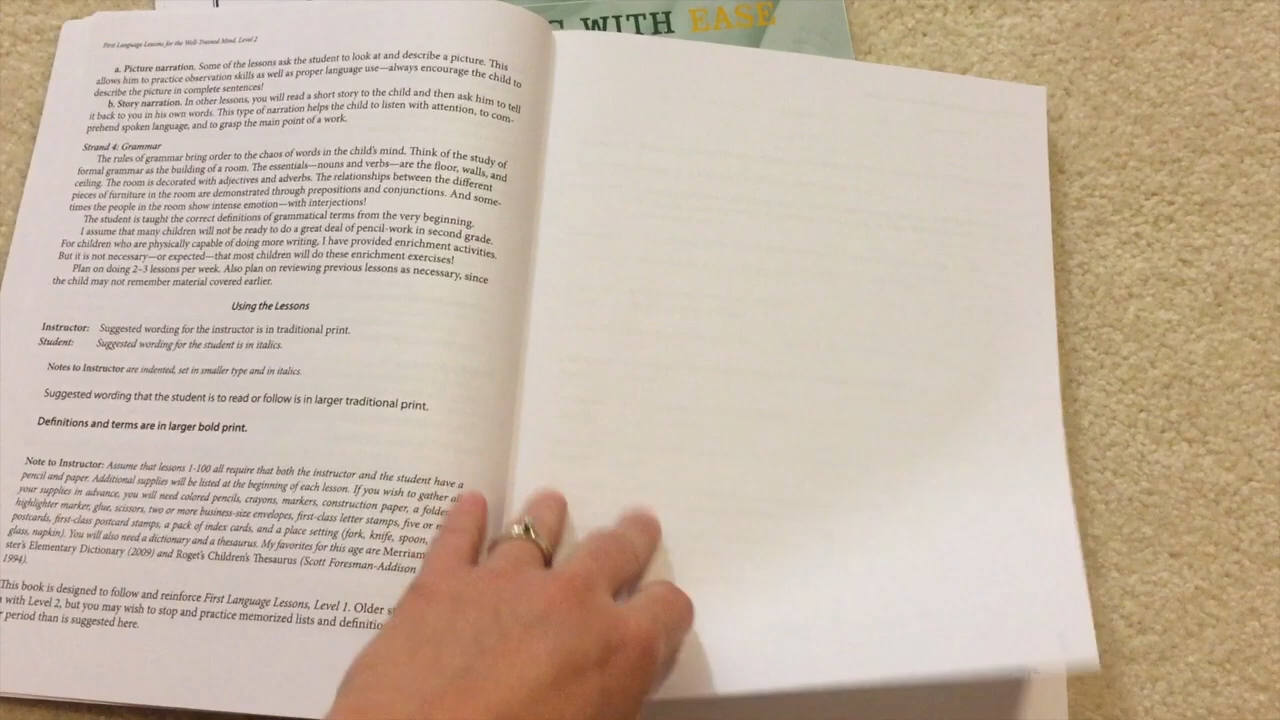 WITH EASE
First Language Lessons for the Well-Trained Mind, Level 2
a. Picture narration. Some of the lessons ask the student to look at and describe a picture. This
allows him to practice observation skills as well as proper language use—always encourage the child to
describe the picture in complete sentences!
b. Story narration. In other lessons, you will read a short story to the child and then ask him to tell
it back to you in his own words. This type of narration helps the child to listen with attention, to com-
prehend spoken language, and to grasp the main point of a work.
Strand 4: Grammar
The rules of grammar bring order to the chaos of words in the child's mind. Think of the study of
formal grammar as the building of a room. The essentials—nouns and verbs—are the floor, walls, and
ceiling. The room is decorated with adjectives and adverbs. The relationships between the different
pieces of furniture in the room are demonstrated through prepositions and conjunctions. And some-
times the people in the room show intense emotion—with interjections!
The student is taught the correct definitions of grammatical terms from the very beginning.
I assume that many children will not be ready to do a great deal of pencil-work in second grade.
For children who are physically capable of doing more writing, I have provided enrichment activities.
But it is not necessary—or expected—that most children will do these enrichment exercises!
Plan on doing 2–3 lessons per week. Also plan on reviewing previous lessons as necessary, since
the child may not remember material covered earlier.
Using the Lessons
Instructor: Suggested wording for the instructor is in traditional print.
Student: Suggested wording for the student is in italics.
Notes to Instructor are indented, set in smaller type and in italics.
Suggested wording that the student is to read or follow is in larger traditional print.
Definitions and terms are in larger bold print.
Note to Instructor: Assume that lessons 1-100 all require that both the instructor and the student have a
pencil and paper. Additional supplies will be listed at the beginning of each lesson. If you wish to gather all
your supplies in advance, you will need colored pencils, crayons, markers, construction paper, a folder
highlighter marker, glue, scissors, two or more business-size envelopes, first-class letter stamps, five or
postcards, first-class postcard stamps, a pack of index cards, and a place setting (fork, knife, spoon,
glass, napkin). You will also need a dictionary and a thesaurus. My favorites for this age are Merriam
ster's Elementary Dictionary (2009) and Roget's Children's Thesaurus (Scott Foresman-Addison
1994).
This book is designed to follow and reinforce First Language Lessons, Level 1. Older
with Level 2, but you may wish to stop and practice memorized lists and definitio
period than is suggested here.